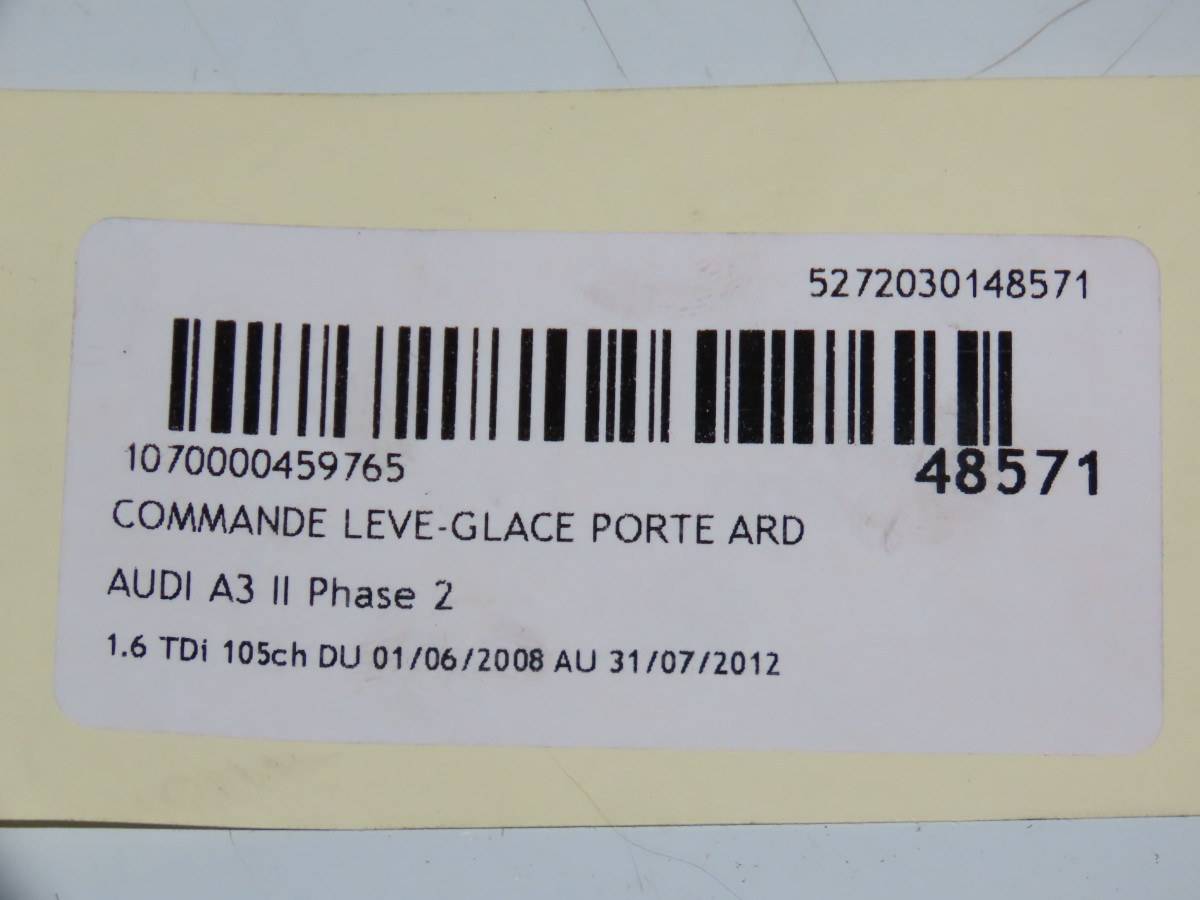 5272030148571
1070000459765
48571
COMMANDE LEVE-GLACE PORTE ARD
AUDI A3 II Phase 2
1.6 TDi 105ch DU 01/06/2008 AU 31/07/2012